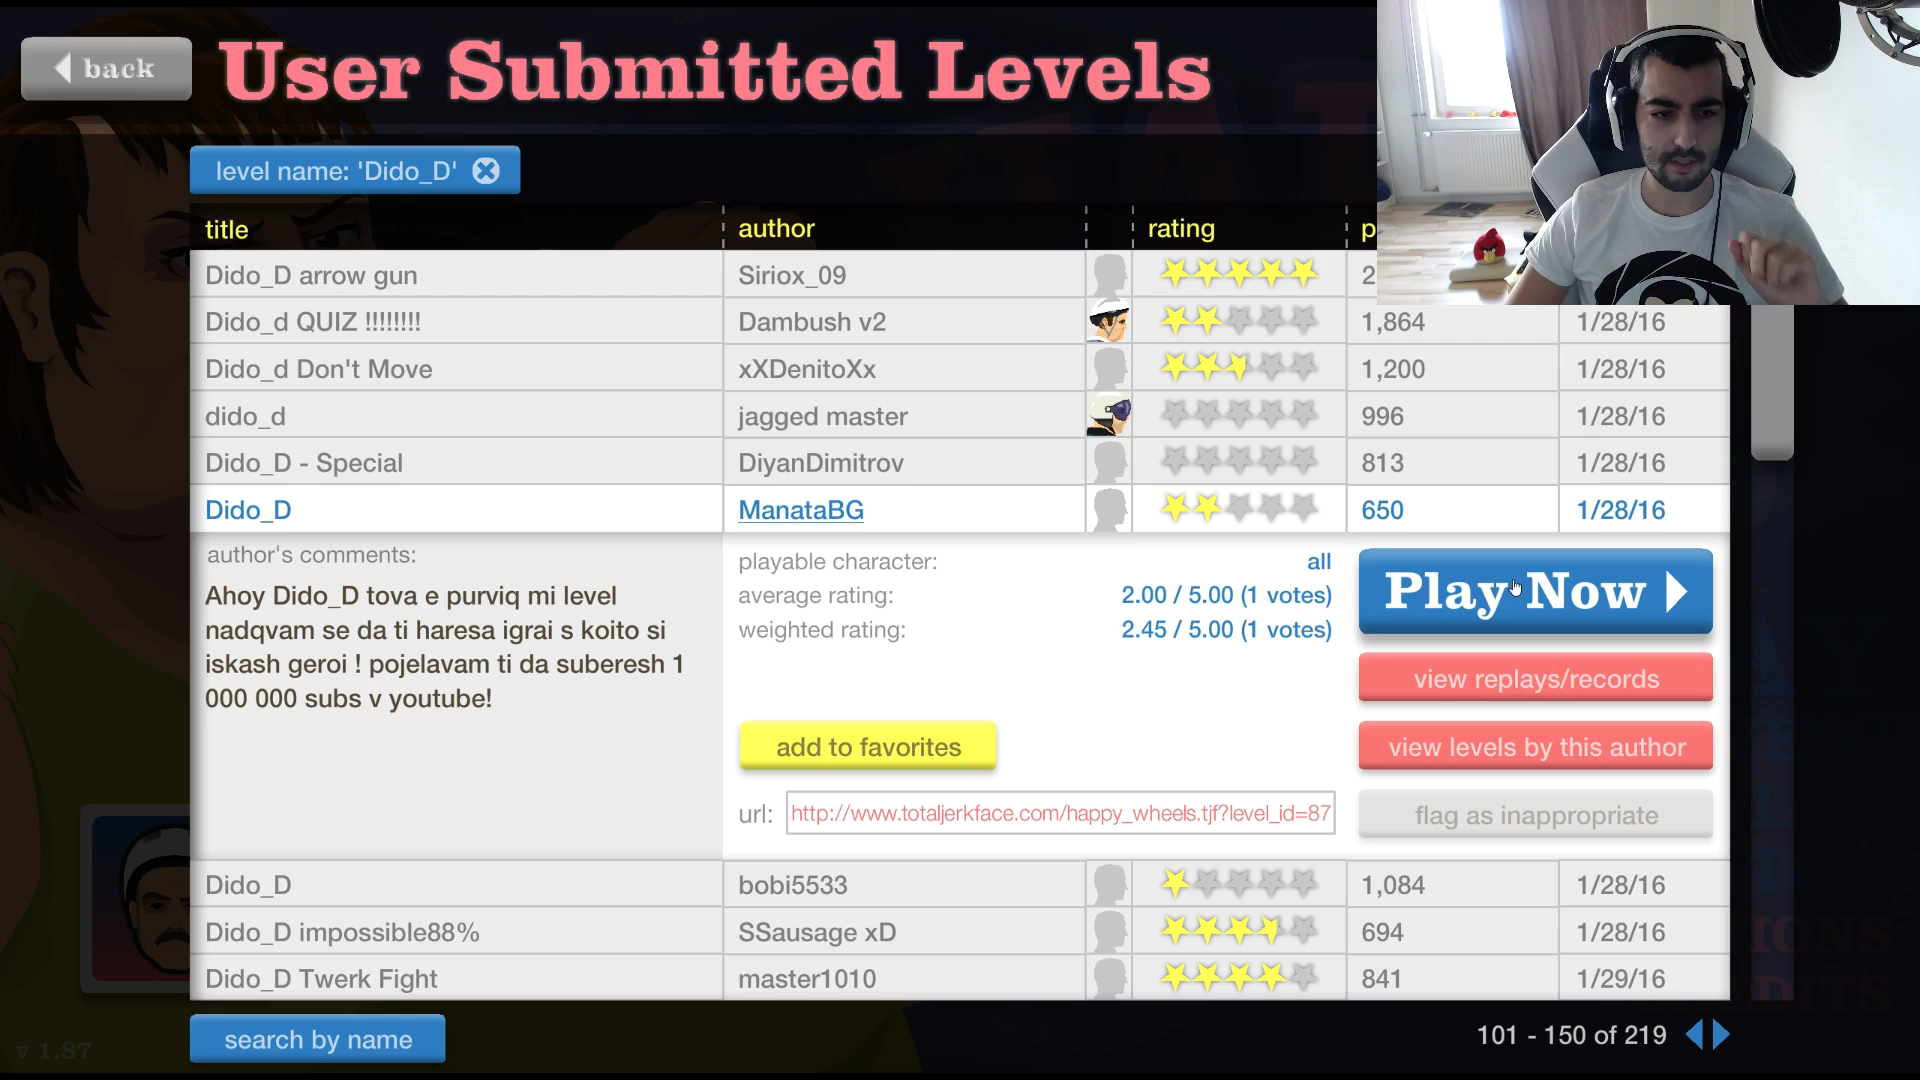 back
User Submitted Levels
level name: 'Dido_D'
title author rating p
Dido_D arrow gun Siriox_09 2
Dido_d QUIZ !!!!!!!! Dambush v2 1,864 1/28/16
Dido_d Don't Move xXDenitoXx 1,200 1/28/16
dido_d jagged master 996 1/28/16
Dido_D - Special DiyanDimitrov 813 1/28/16
Dido_D ManataBG 650 1/28/16
author's comments:
Ahoy Dido_D tova e purviq mi level
nadqvam se da ti haresa igrai s koito si
iskash geroi ! pojelavam ti da suberesh 1
000 000 subs v youtube!
playable character: all
average rating: 2.00 / 5.00 (1 votes)
weighted rating: 2.45 / 5.00 (1 votes)
add to favorites
url: http://www.totaljerkface.com/happy_wheels.tjf?level_id=87
Play Now
view replays/records
view levels by this author
flag as inappropriate
Dido_D bobi5533 1,084 1/28/16
Dido_D impossible88% SSausage xD 694 1/28/16
Dido_D Twerk Fight master1010 841 1/29/16
search by name
101 - 150 of 219
v 1.87